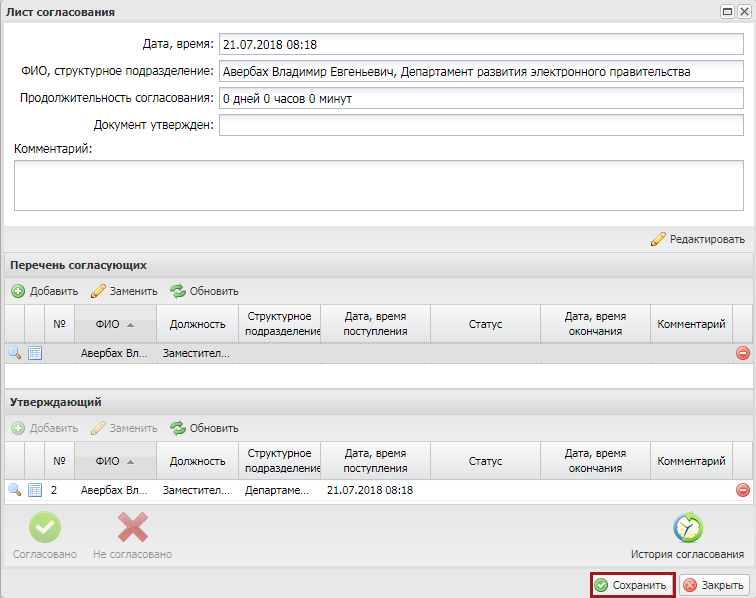 Лист согласования
Дата, время: 21.07.2018 08:18
ФИО, структурное подразделение: Авербах Владимир Евгеньевич, Департамент развития электронного правительства
Продолжительность согласования: 0 дней 0 часов 0 минут
Документ утвержден:
Комментарий:
Редактировать
Перечень согласующих
Добавить Заменить Обновить
№ ФИО Должность Структурное подразделение Дата, время поступления Статус Дата, время окончания Комментарий
Авербах Вл... Заместител...
Утверждающий
Добавить Заменить Обновить
№ ФИО Должность Структурное подразделение Дата, время поступления Статус Дата, время окончания Комментарий
2 Авербах Вл... Заместител... Департаме... 21.07.2018 08:18
Согласовано Не согласовано История согласования
Сохранить Закрыть